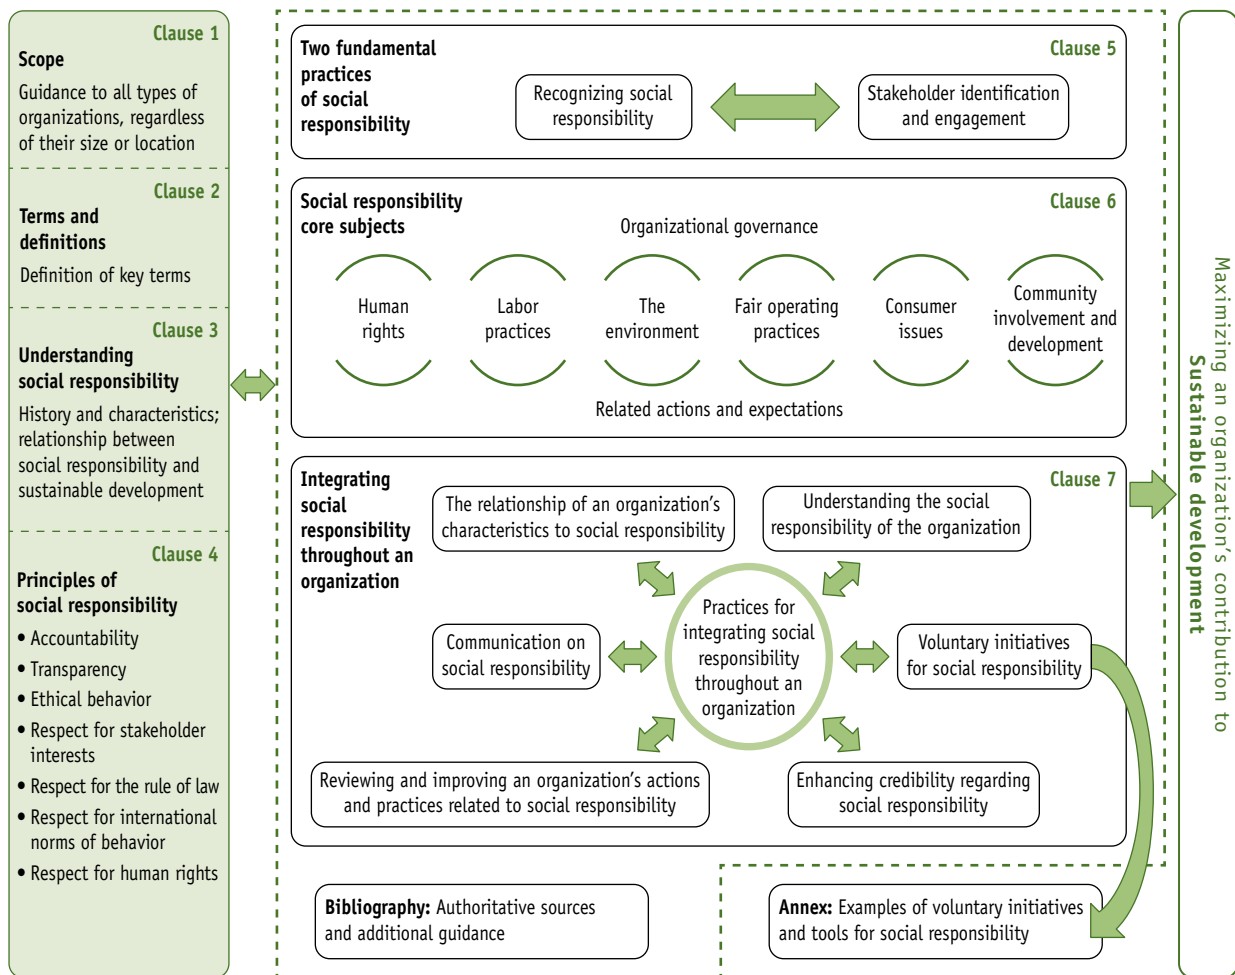 Clause 1
Scope
Guidance to all types of
organizations, regardless
of their size or location
Clause 2
Terms and
definitions
Definition of key terms
Clause 3
Understanding
social responsibility
History and characteristics;
relationship between
social responsibility and
sustainable development
Clause 4
Principles of
social responsibility
• Accountability
• Transparency
• Ethical behavior
• Respect for stakeholder
interests
• Respect for the rule of law
• Respect for international
norms of behavior
• Respect for human rights
Two fundamental
practices
of social
responsibility
Clause 5
Recognizing social
responsibility
Stakeholder identification
and engagement
Social responsibility
core subjects
Clause 6
Organizational governance
Human
rights
Labor
practices
The
environment
Fair operating
practices
Consumer
issues
Community
involvement and
development
Related actions and expectations
Integrating
social
responsibility
throughout an
organization
Clause 7
The relationship of an organization's
characteristics to social responsibility
Understanding the social
responsibility of the organization
Communication on
social responsibility
Practices for
integrating social
responsibility
throughout an
organization
Voluntary initiatives
for social responsibility
Reviewing and improving an organization's actions
and practices related to social responsibility
Enhancing credibility regarding
social responsibility
Bibliography: Authoritative sources
and additional guidance
Annex: Examples of voluntary initiatives
and tools for social responsibility
Maximizing an organization's contribution to
Sustainable development